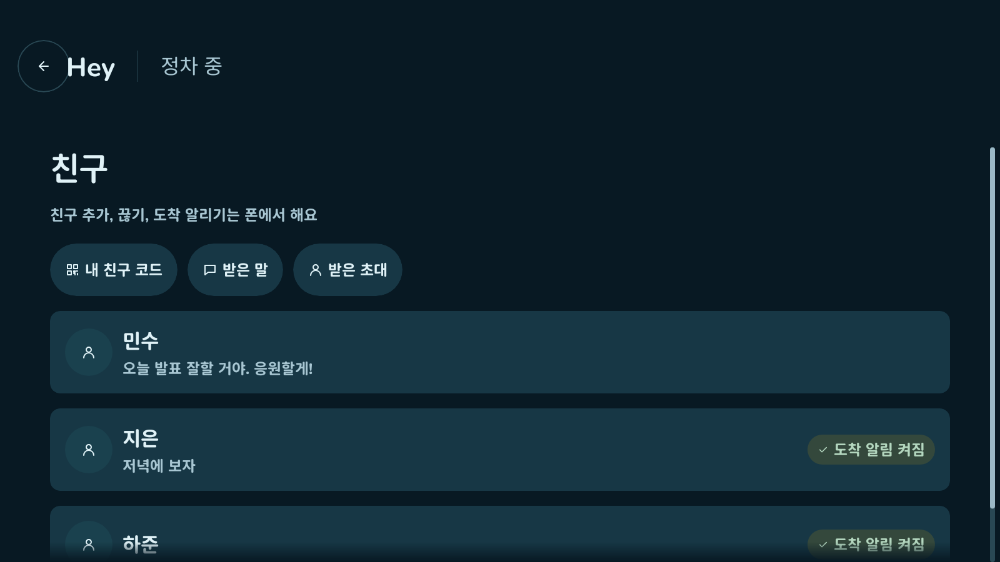 Hey 정차 중
친구
친구 추가, 끊기, 도착 알리기는 폰에서 해요
내 친구 코드 받은 말 받은 초대
민수
오늘 발표 잘할 거야. 응원할게!
지은
저녁에 보자
도착 알림 켜짐
하준
도착 알림 켜짐